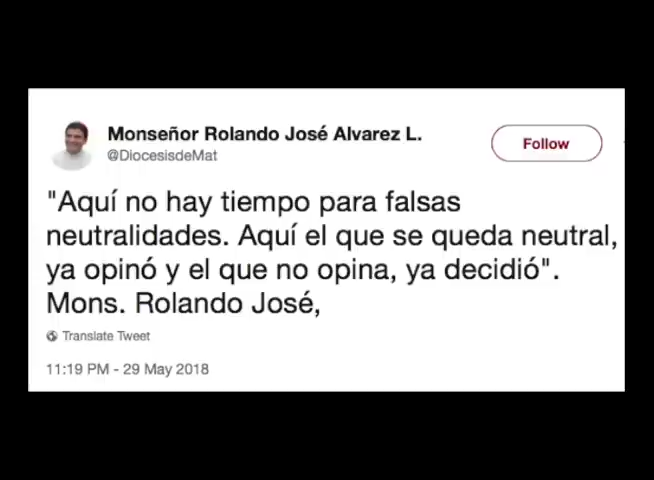 Monseñor Rolando José Alvarez L.
@DiocesisdeMat
Follow
"Aquí no hay tiempo para falsas
neutralidades. Aquí el que se queda neutral,
ya opinó y el que no opina, ya decidió".
Mons. Rolando José,
Translate Tweet
11:19 PM - 29 May 2018